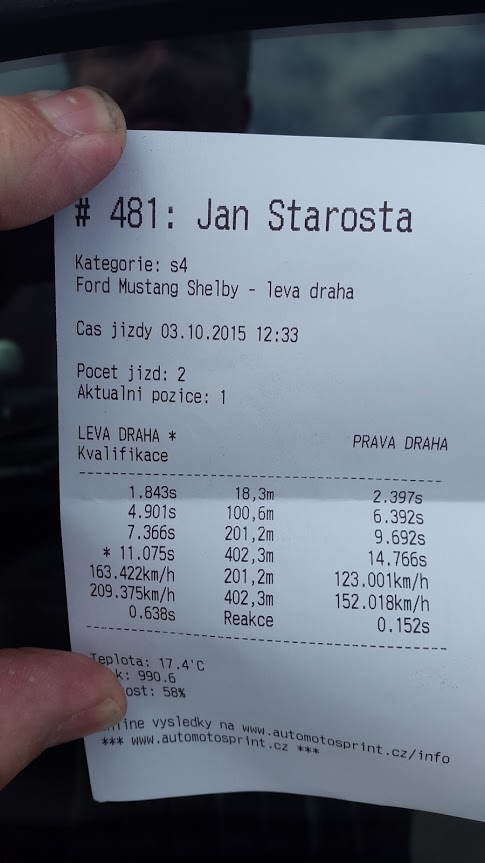 # 481: Jan Starosta
Kategorie: s4
Ford Mustang Shelby - leva draha
Cas jizdy 03.10.2015 12:33
Pocet jizd: 2
Aktualni pozice: 1
LEVA DRAHA * PRAVA DRAHA
Kvalifikace
1.843s 18,3m 2.397s
4.901s 100,6m 6.392s
7.366s 201,2m 9.692s
* 11.075s 402,3m 14.766s
163.422km/h 201,2m 123.001km/h
209.375km/h 402,3m 152.018km/h
0.638s Reakce 0.152s
Teplota: 17.4'C
990.6
58%
vysledky na www.automotosprint.cz/info
*** www.automotosprint.cz ***